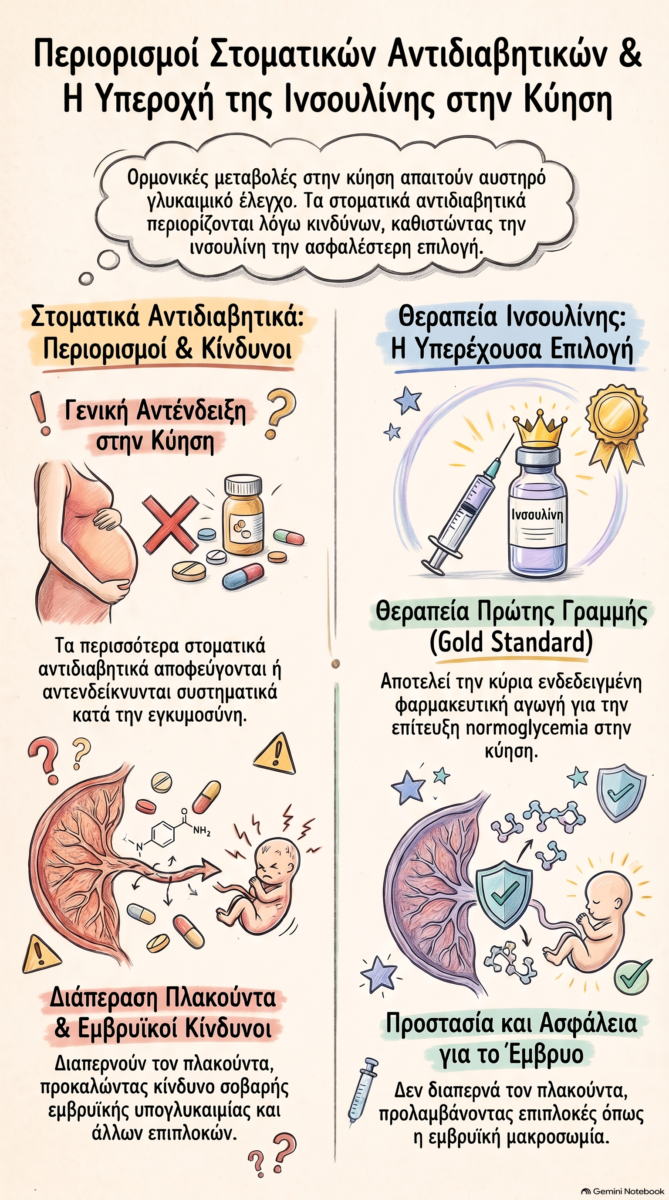 Περιορισμοί Στοματικών Αντιδιαβητικών &
Η Υπεροχή της Ινσουλίνης στην Κύηση
Ορμονικές μεταβολές στην κύηση απαιτούν αυστηρό
γλυκαιμικό έλεγχο. Τα στοματικά αντιδιαβητικά
περιορίζονται λόγω κινδύνων, καθιστώντας την
ινσουλίνη την ασφαλέστερη επιλογή.
Στοματικά Αντιδιαβητικά:
Περιορισμοί & Κίνδυνοι
Γενική Αντένδειξη
στην Κύηση
Τα περισσότερα στοματικά
αντιδιαβητικά αποφεύγονται ή
αντενδείκνυνται συστηματικά
κατά την εγκυμοσύνη.
O
NH2
N
Διάπεραση Πλακούντα
& Εμβρυϊκοί Κίνδυνοι
Διαπερνούν τον πλακούντα,
προκαλώντας κίνδυνο σοβαρής
εμβρυϊκής υπογλυκαιμίας και
άλλων επιπλοκών.
Θεραπεία Ινσουλίνης:
Η Υπερέχουσα Επιλογή
Ινσουλίνη
Θεραπεία Πρώτης Γραμμής
(Gold Standard)
Αποτελεί την κύρια ενδεδειγμένη
φαρμακευτική αγωγή για την
επίτευξη normoglycemia στην
κύηση.
Προστασία και Ασφάλεια
για το Έμβρυο
Δεν διαπερνά τον πλακούντα,
προλαμβάνοντας επιπλοκές όπως
η εμβρυϊκή μακροσωμία.
Gemini Notebook